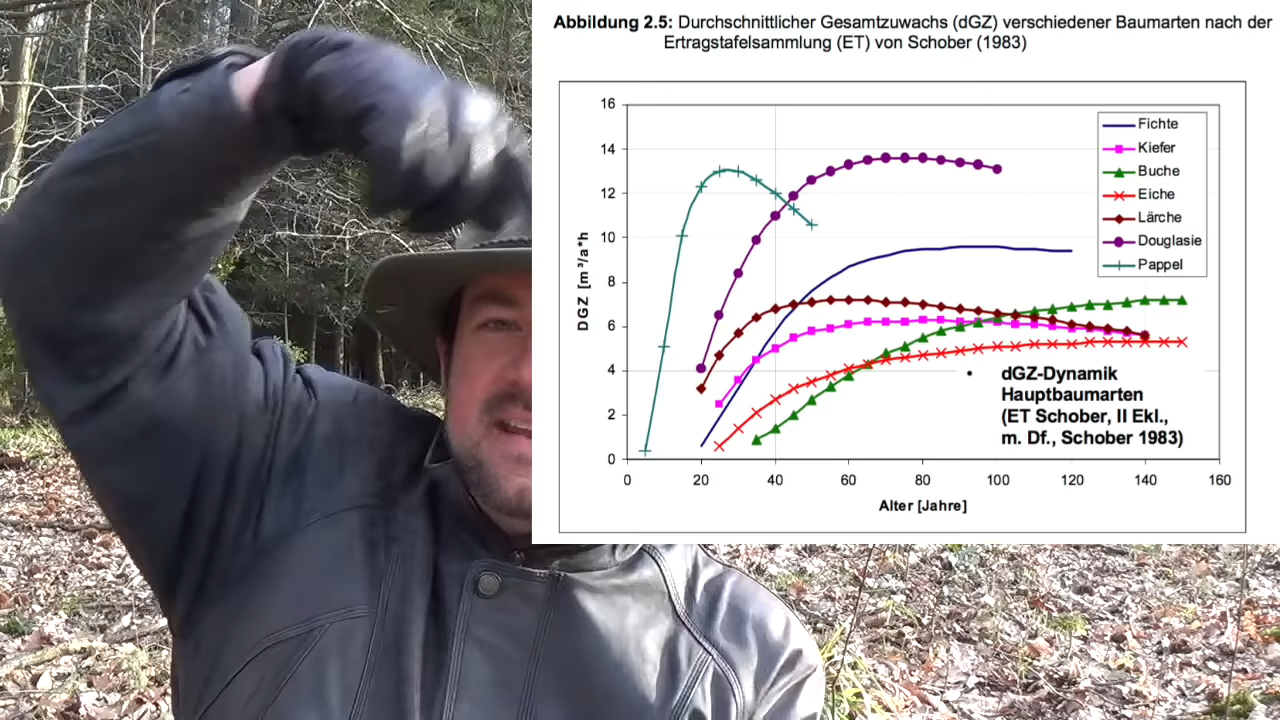 Abbildung 2.5: Durchschnittlicher Gesamtzuwachs (dGZ) verschiedener Baumarten nach der
Ertragstafelsammlung (ET) von Schober (1983)
16
14
12
10
8
6
4
2
0
DGZ [m³/a*h
0 20 40 60 80 100 120 140 160
Alter [Jahre]
Fichte
Kiefer
Buche
Eiche
Lärche
Douglasie
Pappel
• dGZ-Dynamik
Hauptbaumarten
(ET Schober, II Ekl.,
m. Df., Schober 1983)